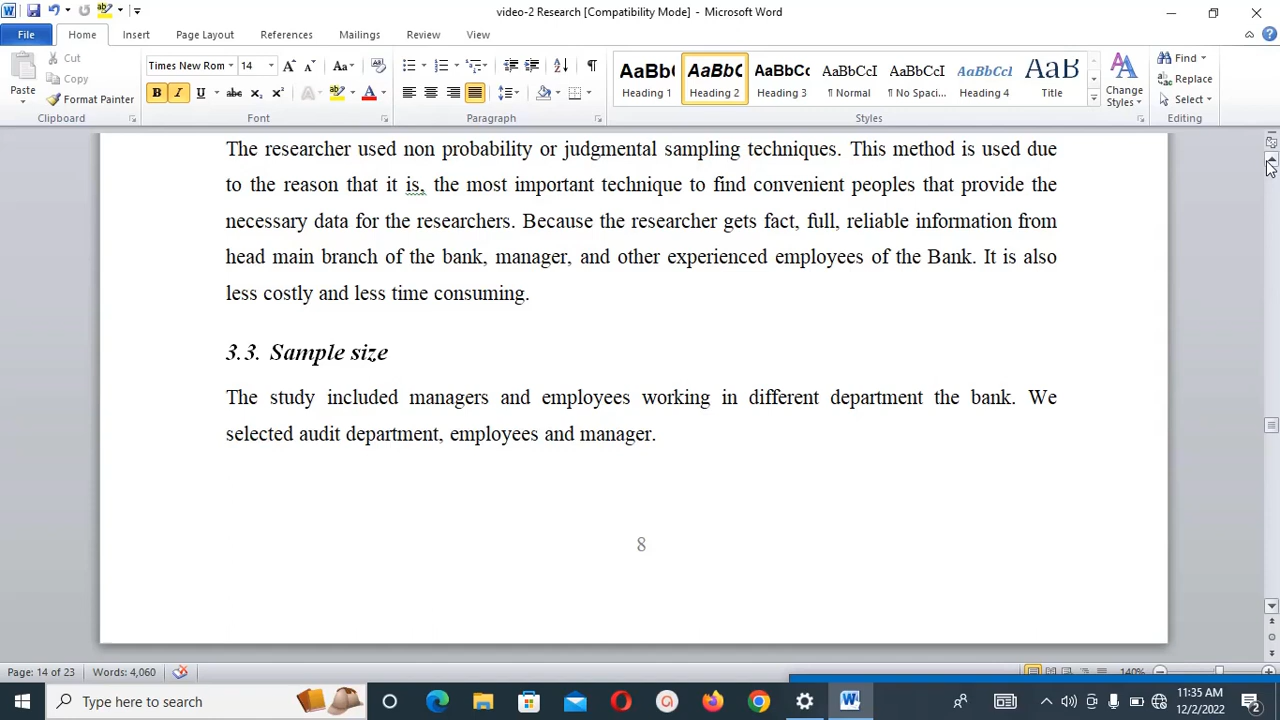 video-2 Research [Compatibility Mode] - Microsoft Word
File Home Insert Page Layout References Mailings Review View
Paste
Cut
Copy
Format Painter
Clipboard
Times New Rom 14
Font
Paragraph
AaBb( AaBbC AaBbCc AaBbCcI AaBbCcI AaBbCcI AaB
Heading 1 Heading 2 Heading 3 ¶ Normal ¶ No Spaci... Heading 4 Title
Styles
Change Styles
Find
Replace
Select
Editing
The researcher used non probability or judgmental sampling techniques. This method is used due
to the reason that it is, the most important technique to find convenient peoples that provide the
necessary data for the researchers. Because the researcher gets fact, full, reliable information from
head main branch of the bank, manager, and other experienced employees of the Bank. It is also
less costly and less time consuming.
3.3. Sample size
The study included managers and employees working in different department the bank. We
selected audit department, employees and manager.
8
Page: 14 of 23 Words: 4,060 140%
Type here to search
11:35 AM
12/2/2022
2